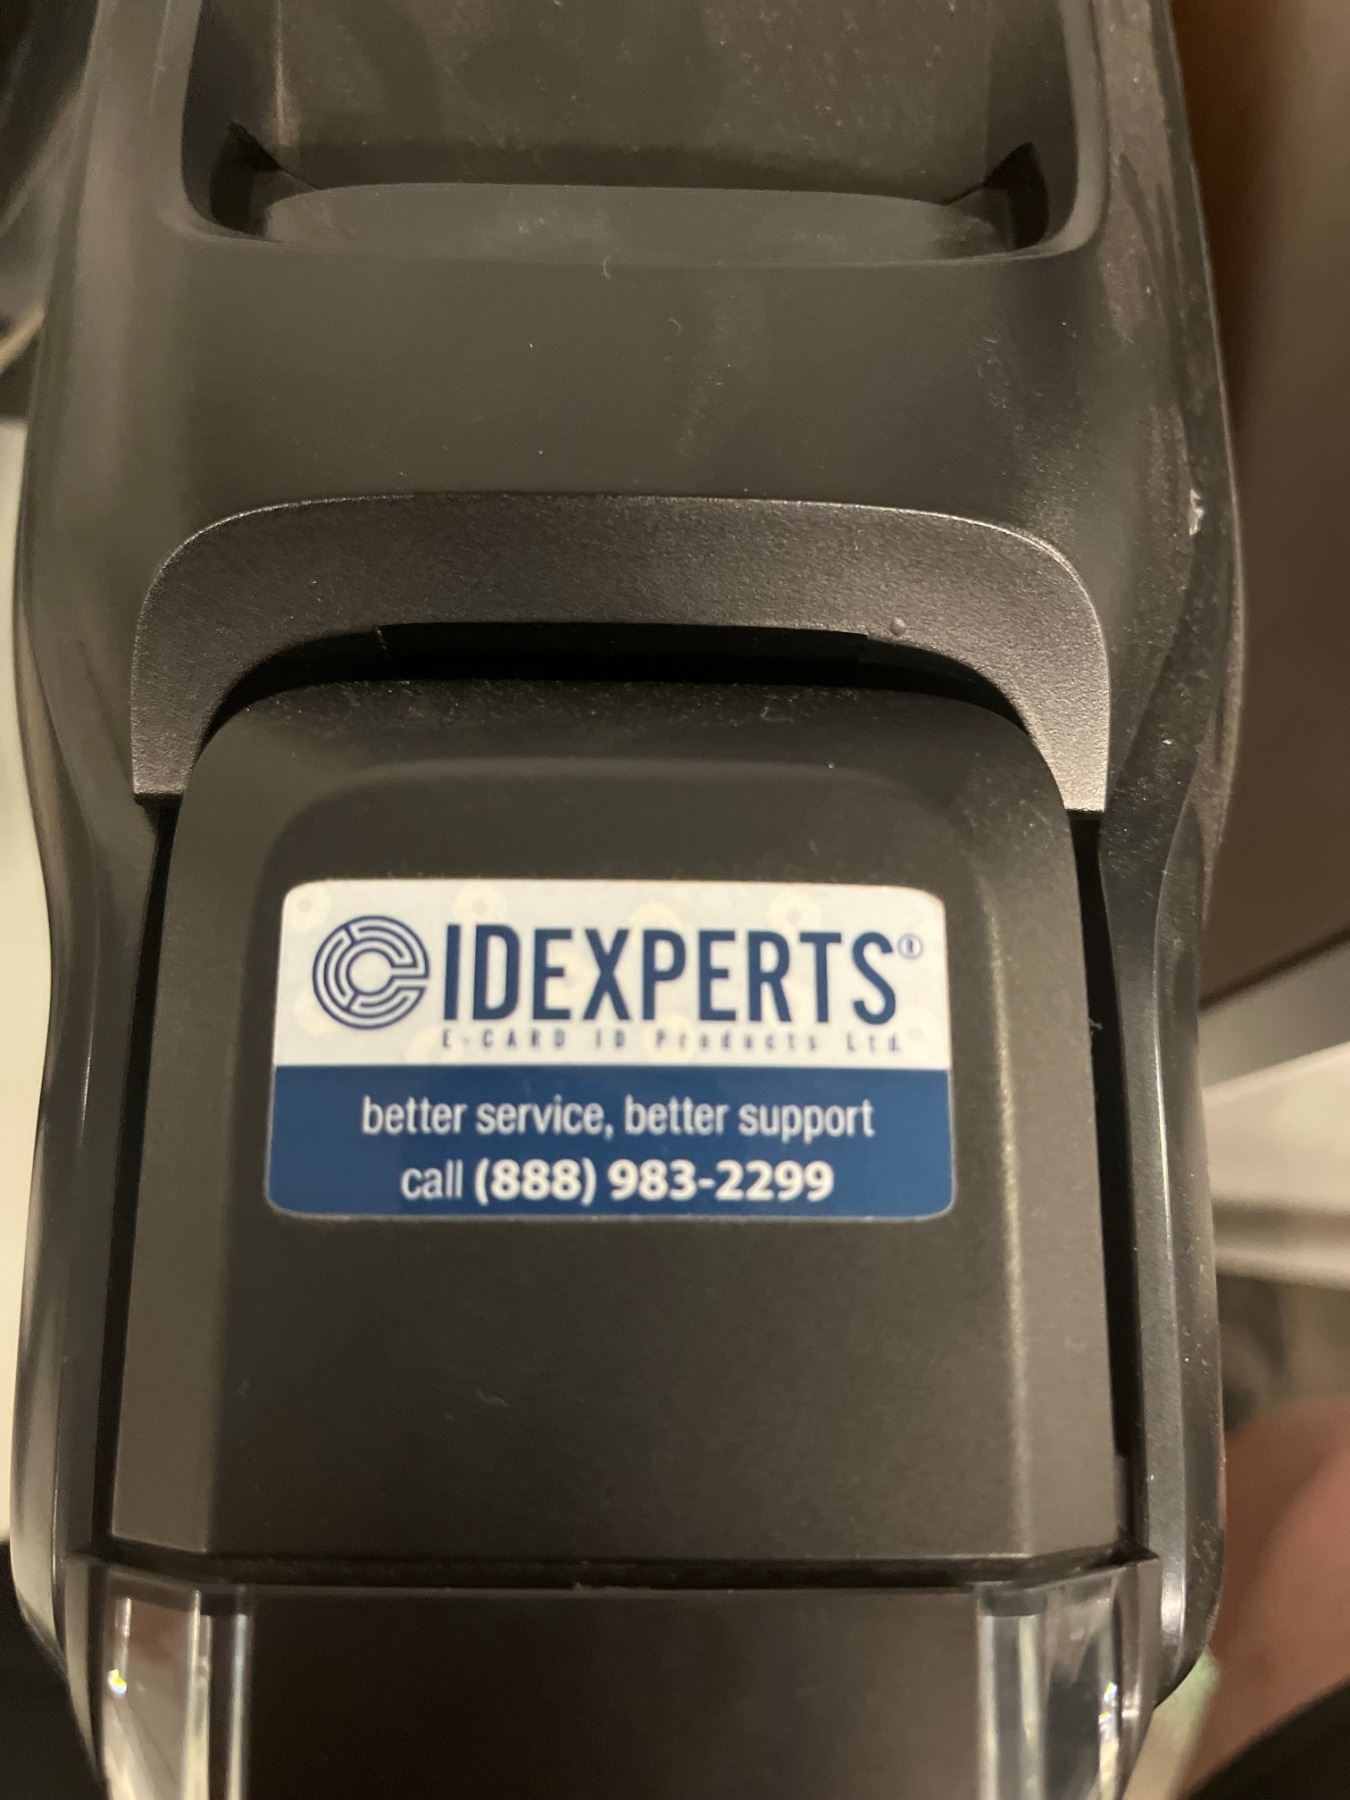 IDEXPERTS®
E-CARD ID Products Ltd.
better service, better support
call (888) 983-2299